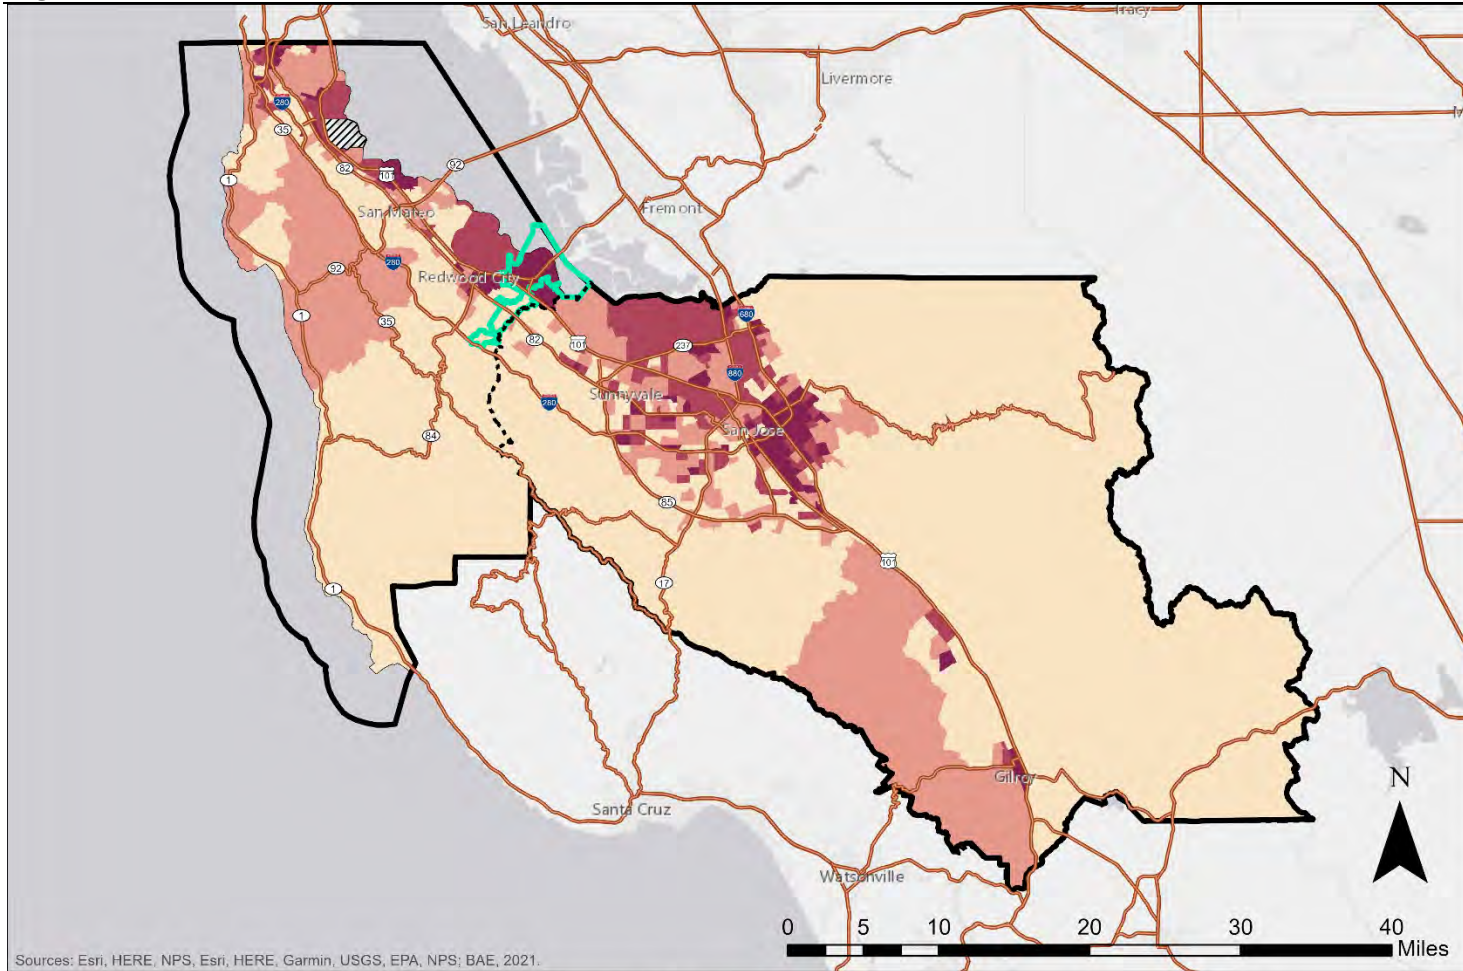 San Leandro
Tracy
Livermore
280
35
82
101
92
1
San Mateo
Fremont
92
280
Redwood City
1
35
82
101
237
680
880
280
Sunnyvale
San Jose
84
85
101
17
1
Gilroy
Santa Cruz
Watsonville
N
0 5 10 20 30 40
Miles
Sources: Esri, HERE, NPS, Esri, HERE, Garmin, USGS, EPA, NPS; BAE, 2021.